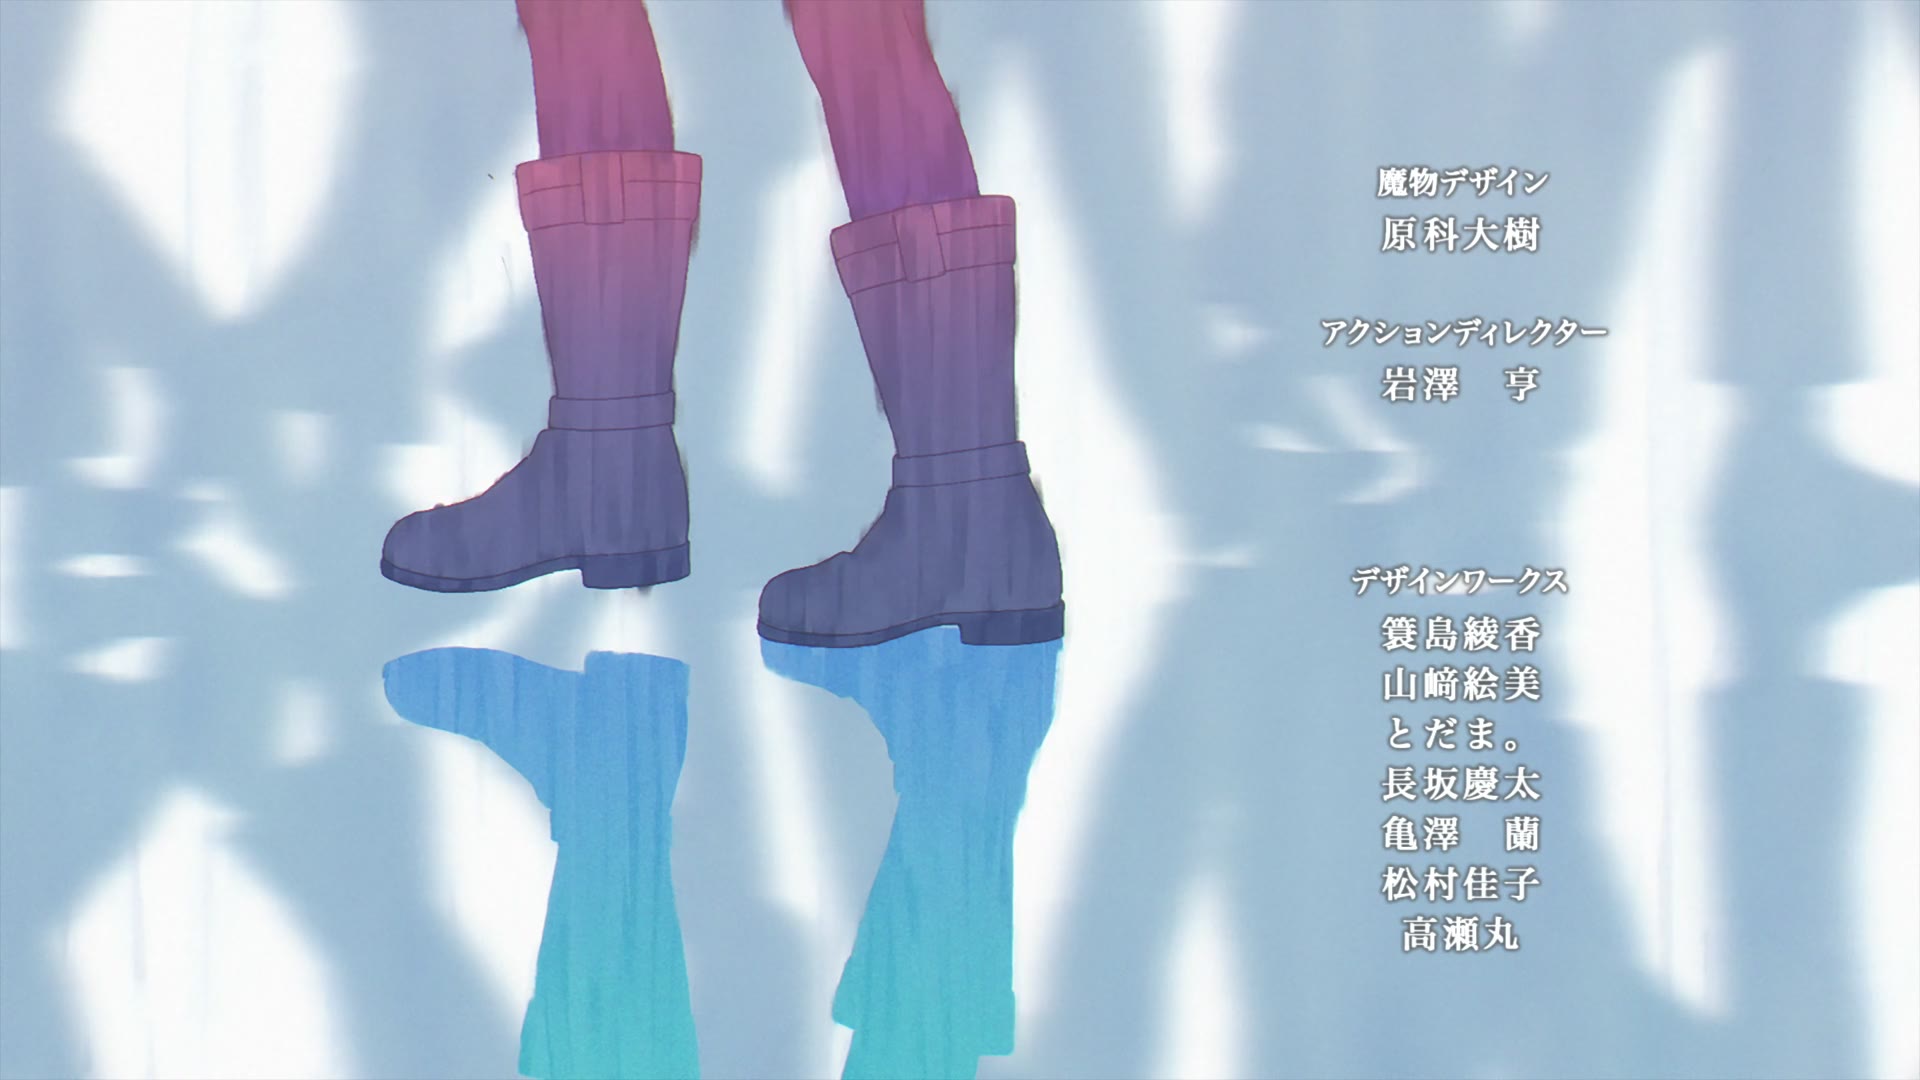 魔物デザイン
原科大樹
アクションディレクター
岩澤　亨
デザインワークス
簑島綾香
山﨑絵美
とだま。
長坂慶太
亀澤　蘭
松村佳子
高瀬丸